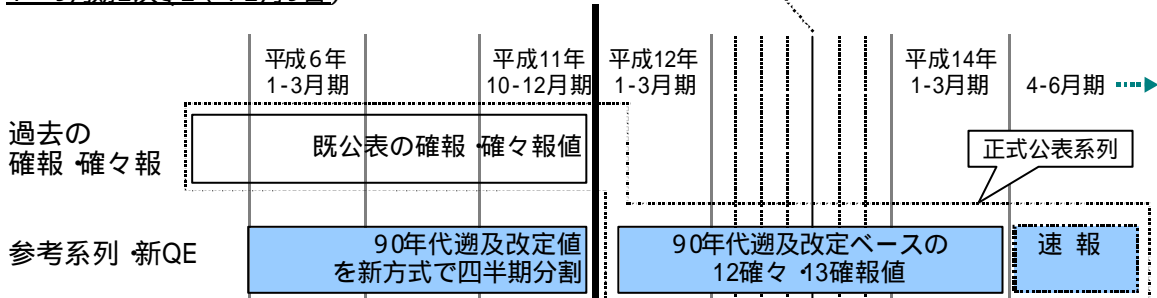 平成6年
1-3月期
平成11年
10-12月期
平成12年
1-3月期
平成14年
1-3月期
4-6月期
過去の
確報・確々報
既公表の確報・確々報値
正式公表系列
参考系列・新QE
90年代遡及改定値
を新方式で四半期分割
90年代遡及改定ベースの
12確々・13確報値
速 報